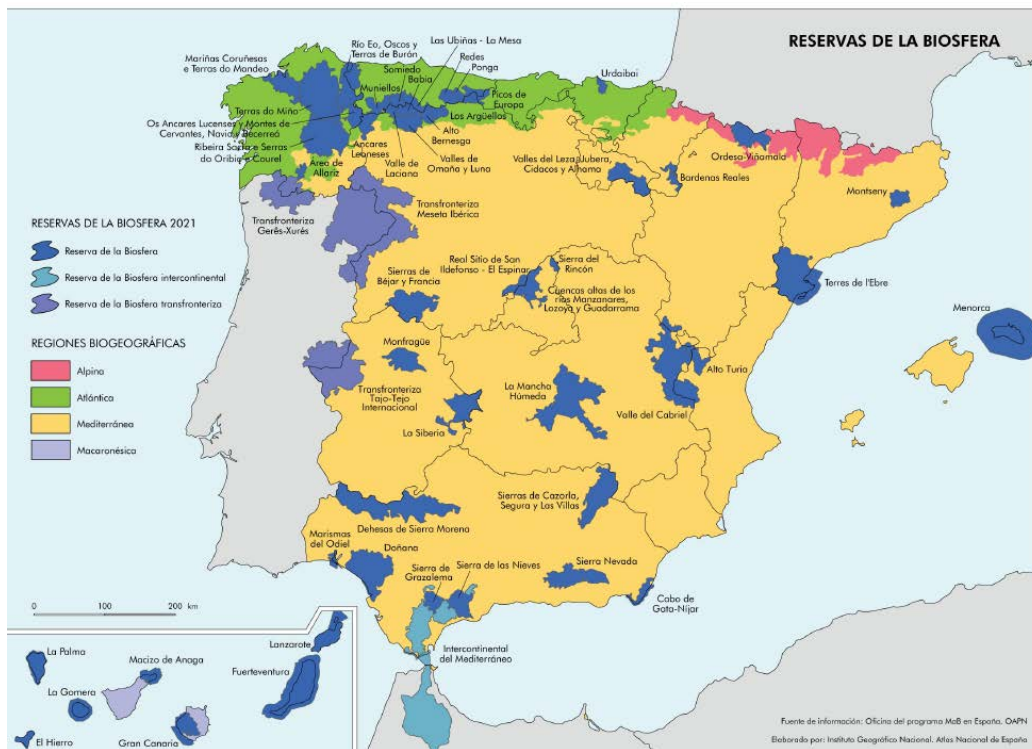 RESERVAS DE LA BIOSFERA
Mariñas Coruñesas
e Terras do Mandeo
Río Eo, Oscos y
Terras de Burón
Las Ubiñas - La Mesa
Somiedo
Babia
Redes
Ponga
Muniellos
Urdaibai
Picos de
Europa
Terras do Miño
Os Ancares Lucenses y Montes de
Cervantes, Navia y Becerreá
Los Argüellos
Alto
Bernesga
Ribeira Sacra e Serras
do Oribio e Courel
Ancares
Leoneses
Area de
Allariz
Valle de
Laciana
Valles de
Omaña y Luna
Valles del Leza, Jubera,
Cidacos y Alhama
Bardenas Reales
Ordesa-Viñamala
Montseny
Transfronteriza
Gerês-Xurés
Transfronteriza
Meseta Ibérica
RESERVAS DE LA BIOSFERA 2021
Reserva de la Biosfera
Reserva de la Biosfera intercontinental
Reserva de la Biosfera transfronteriza
REGIONES BIOGEOGRÁFICAS
Alpina
Atlántica
Mediterránea
Macaronésica
Sierras de
Béjar y Francia
Real Sitio de San
Ildefonso - El Espinar
Sierra del
Rincón
Cuencas altas de los
ríos Manzanares,
Lozoya y Guadarrama
Terres de l'Ebre
Menorca
Monfragüe
Transfronteriza
Tajo-Tejo
Internacional
La Siberia
La Mancha
Húmeda
Alto Turia
Valle del Cabriel
Sierras de Cazorla,
Segura y Las Villas
Dehesas de Sierra Morena
Marismas
del Odiel
Doñana
Sierra de
Grazalema
Sierra de las Nieves
Sierra Nevada
Cabo de
Gata-Níjar
Intercontinental
del Mediterráneo
0 100 200 km
La Palma
Macizo de Anaga
Lanzarote
La Gomera
Fuerteventura
El Hierro
Gran Canaria
Fuente de información: Oficina del programa MaB en España. OAPN
Elaborado por: Instituto Geográfico Nacional. Atlas Nacional de España